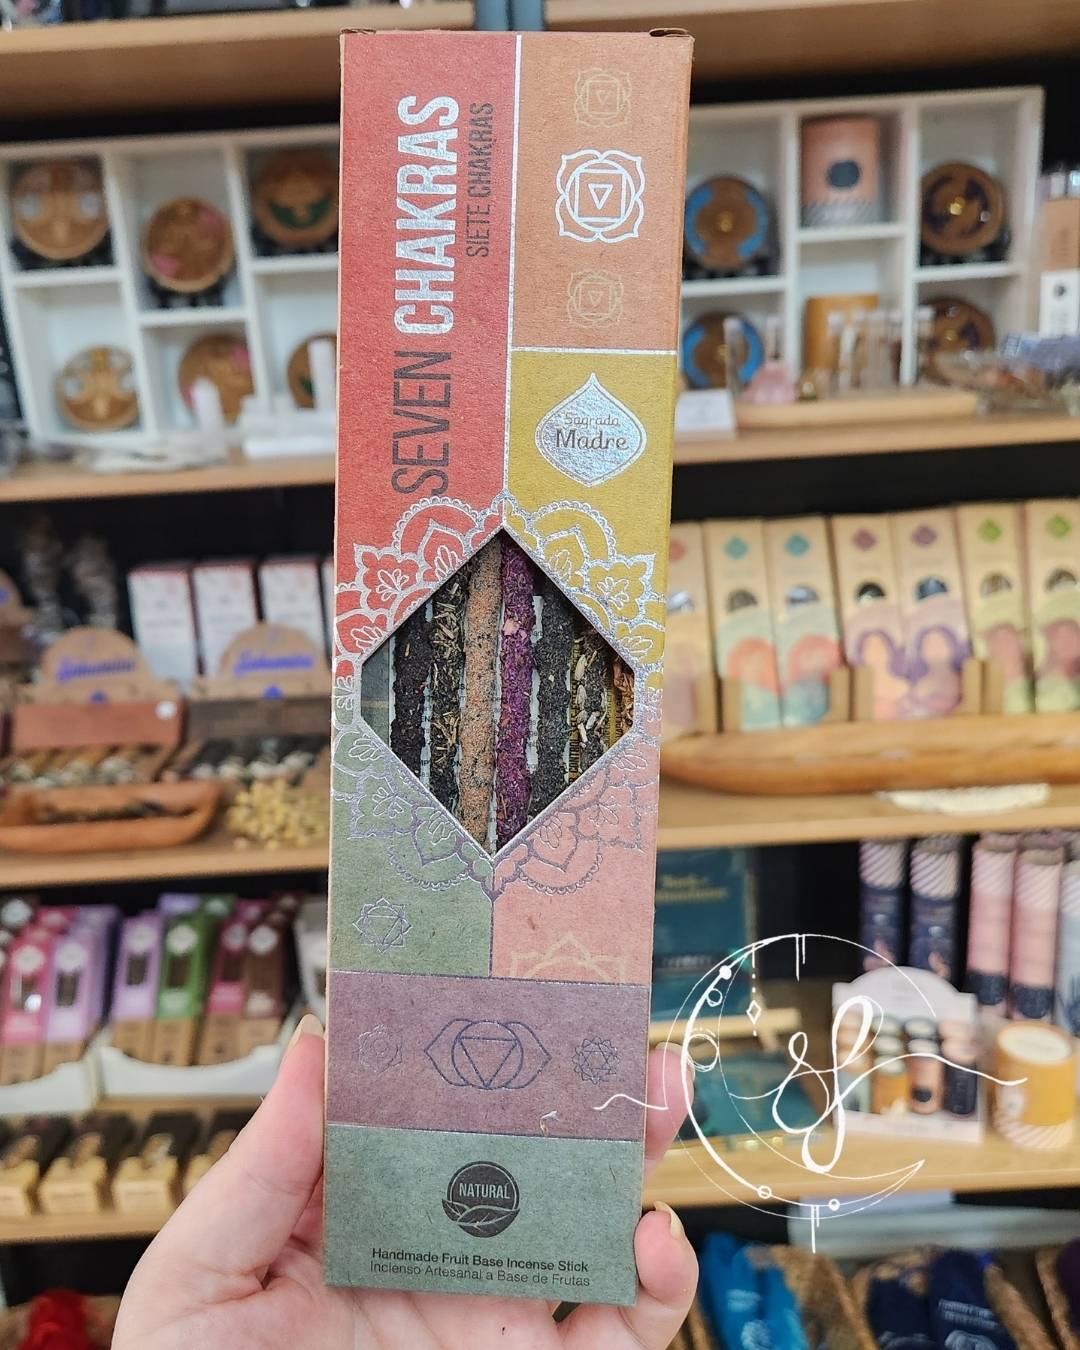 SEVEN CHAKRAS
SIETE CHAKRAS
Sagrada
Madre
NATURAL
Handmade Fruit Base Incense Stick
Incienso Artesanal a Base de Frutas